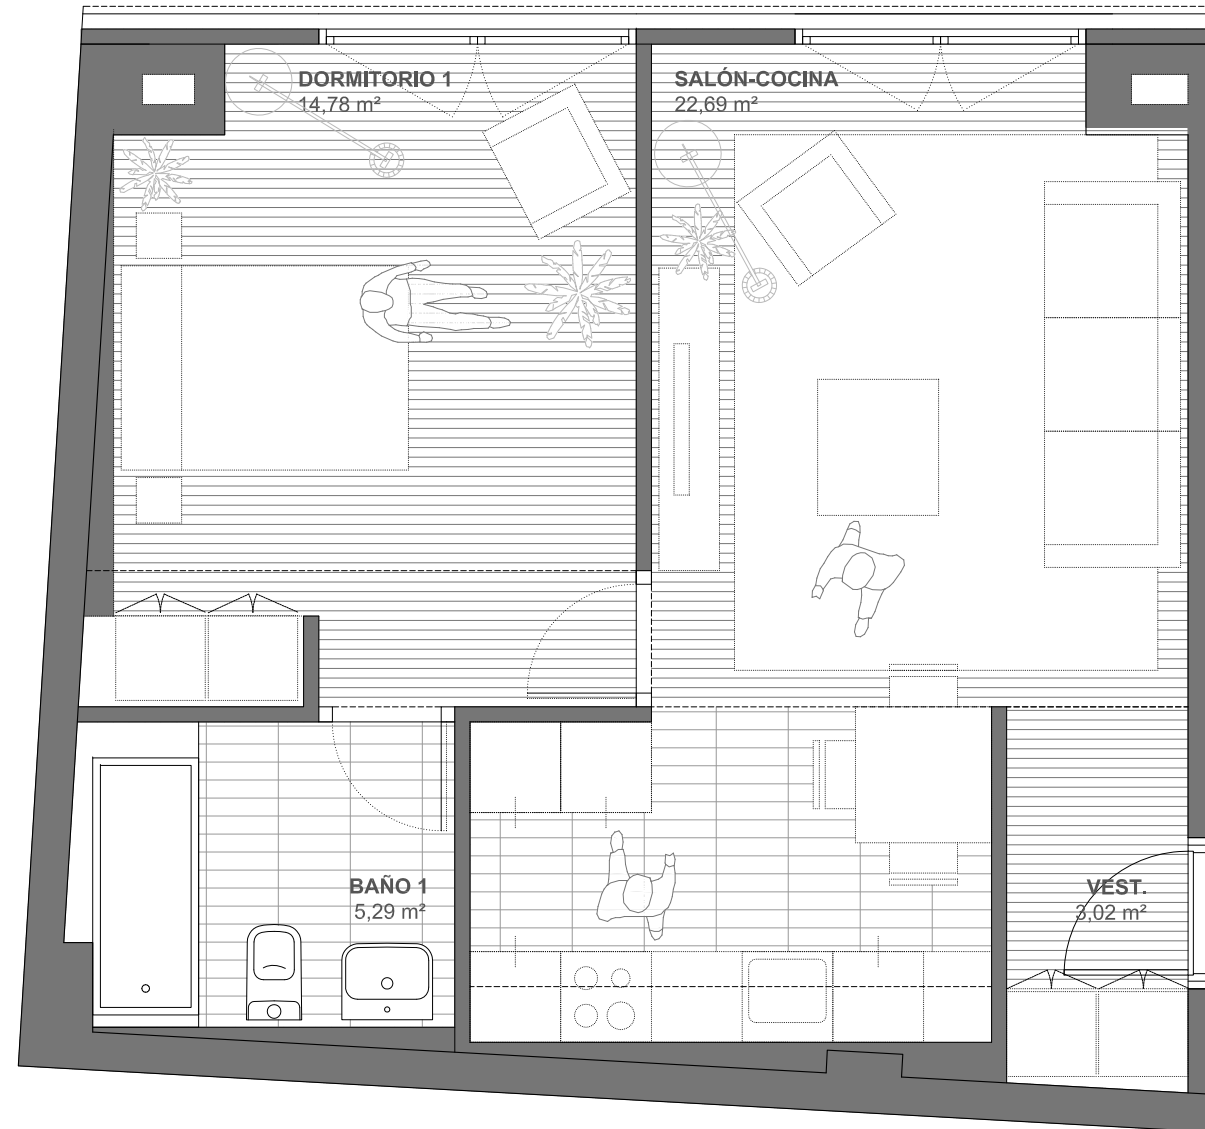 DORMITORIO 1
14,78 m²
SALÓN-COCINA
22,69 m²
BAÑO 1
5,29 m²
VEST.
3,02 m²